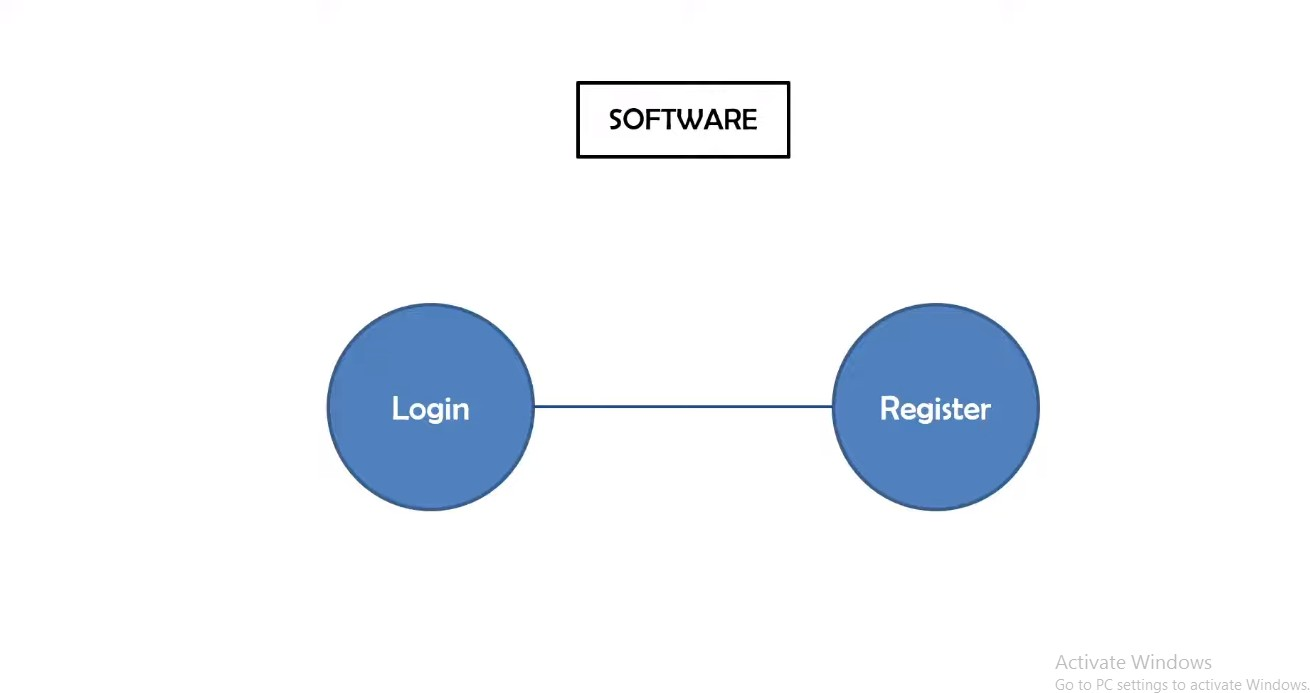 SOFTWARE
Login
Register
Activate Windows
Go to PC settings to activate Windows.